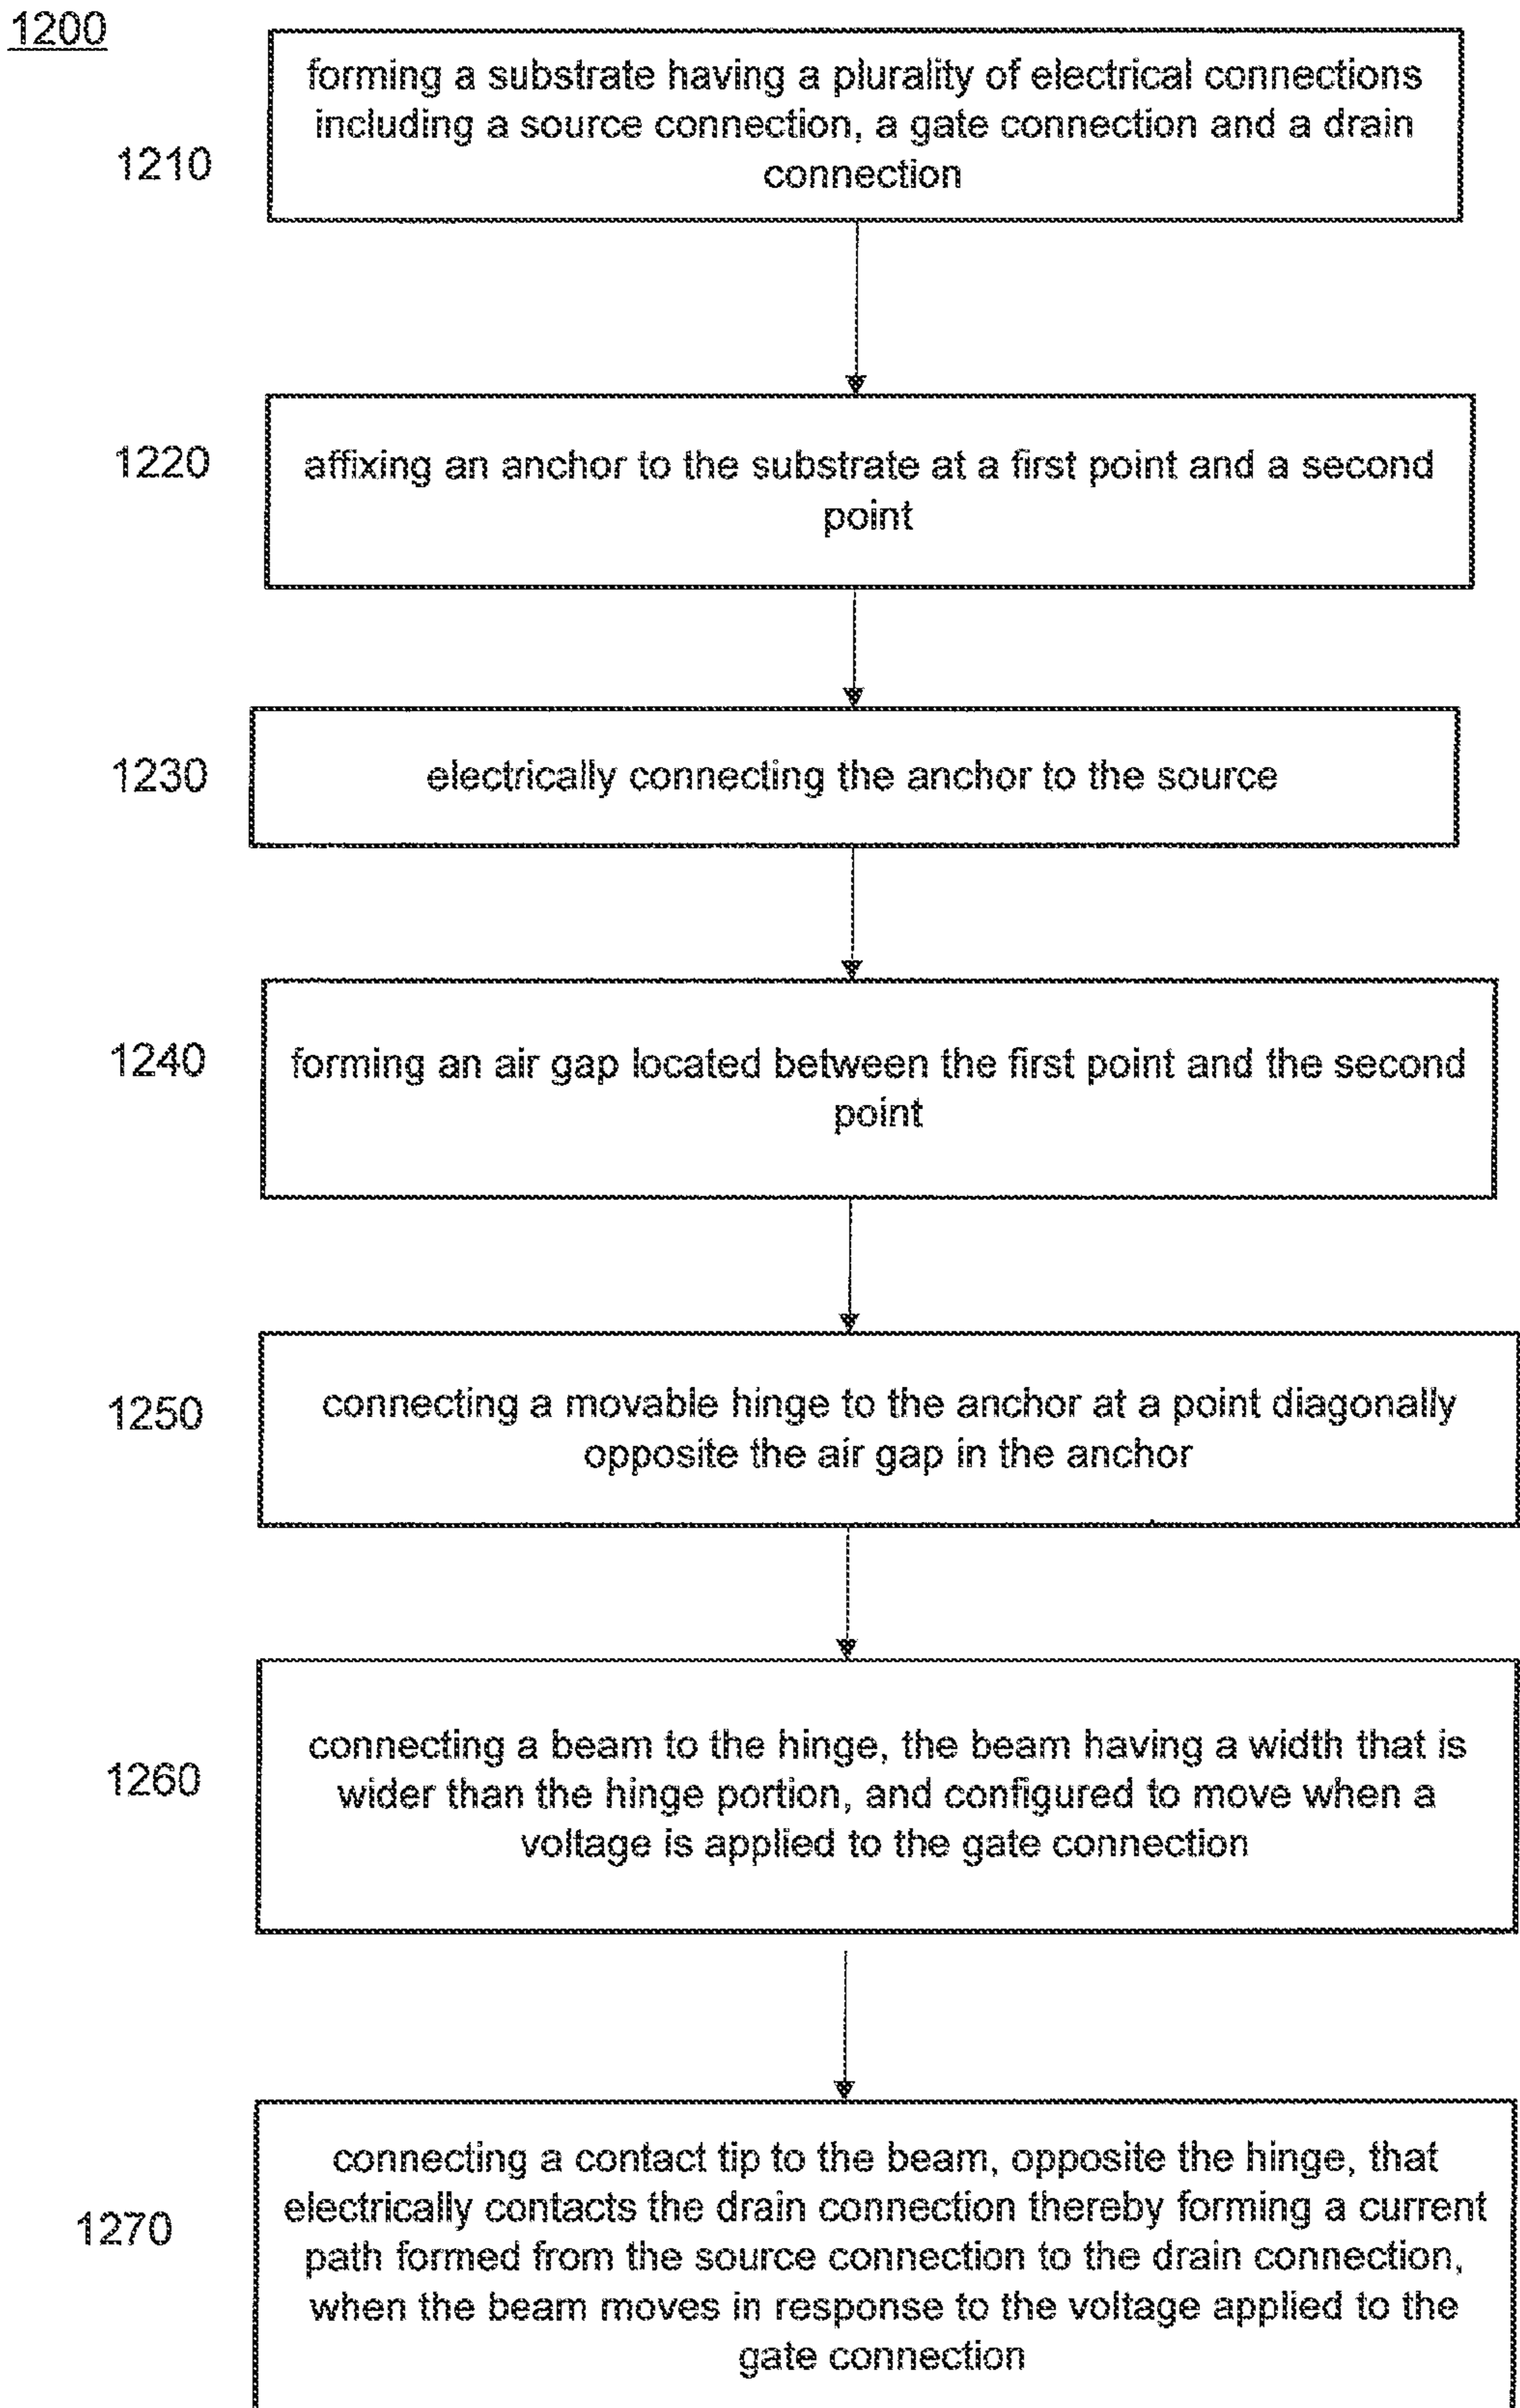 1200
forming a substrate having a plurality of electrical connections
including a source connection, a gate connection and a drain
connection
1210
1220
affixing an anchor to the substrate at a first point and a second
point
1230
electrically connecting the anchor to the source
1240
forming an air gap located between the first point and the second
point
1250
connecting a movable hinge to the anchor at a point diagonally
opposite the air gap in the anchor
1260
connecting a beam to the hinge, the beam having a width that is
wider than the hinge portion, and configured to move when a
voltage is applied to the gate connection
1270
connecting a contact tip to the beam, opposite the hinge, that
electrically contacts the drain connection thereby forming a current
path formed from the source connection to the drain connection,
when the beam moves in response to the voltage applied to the
gate connection